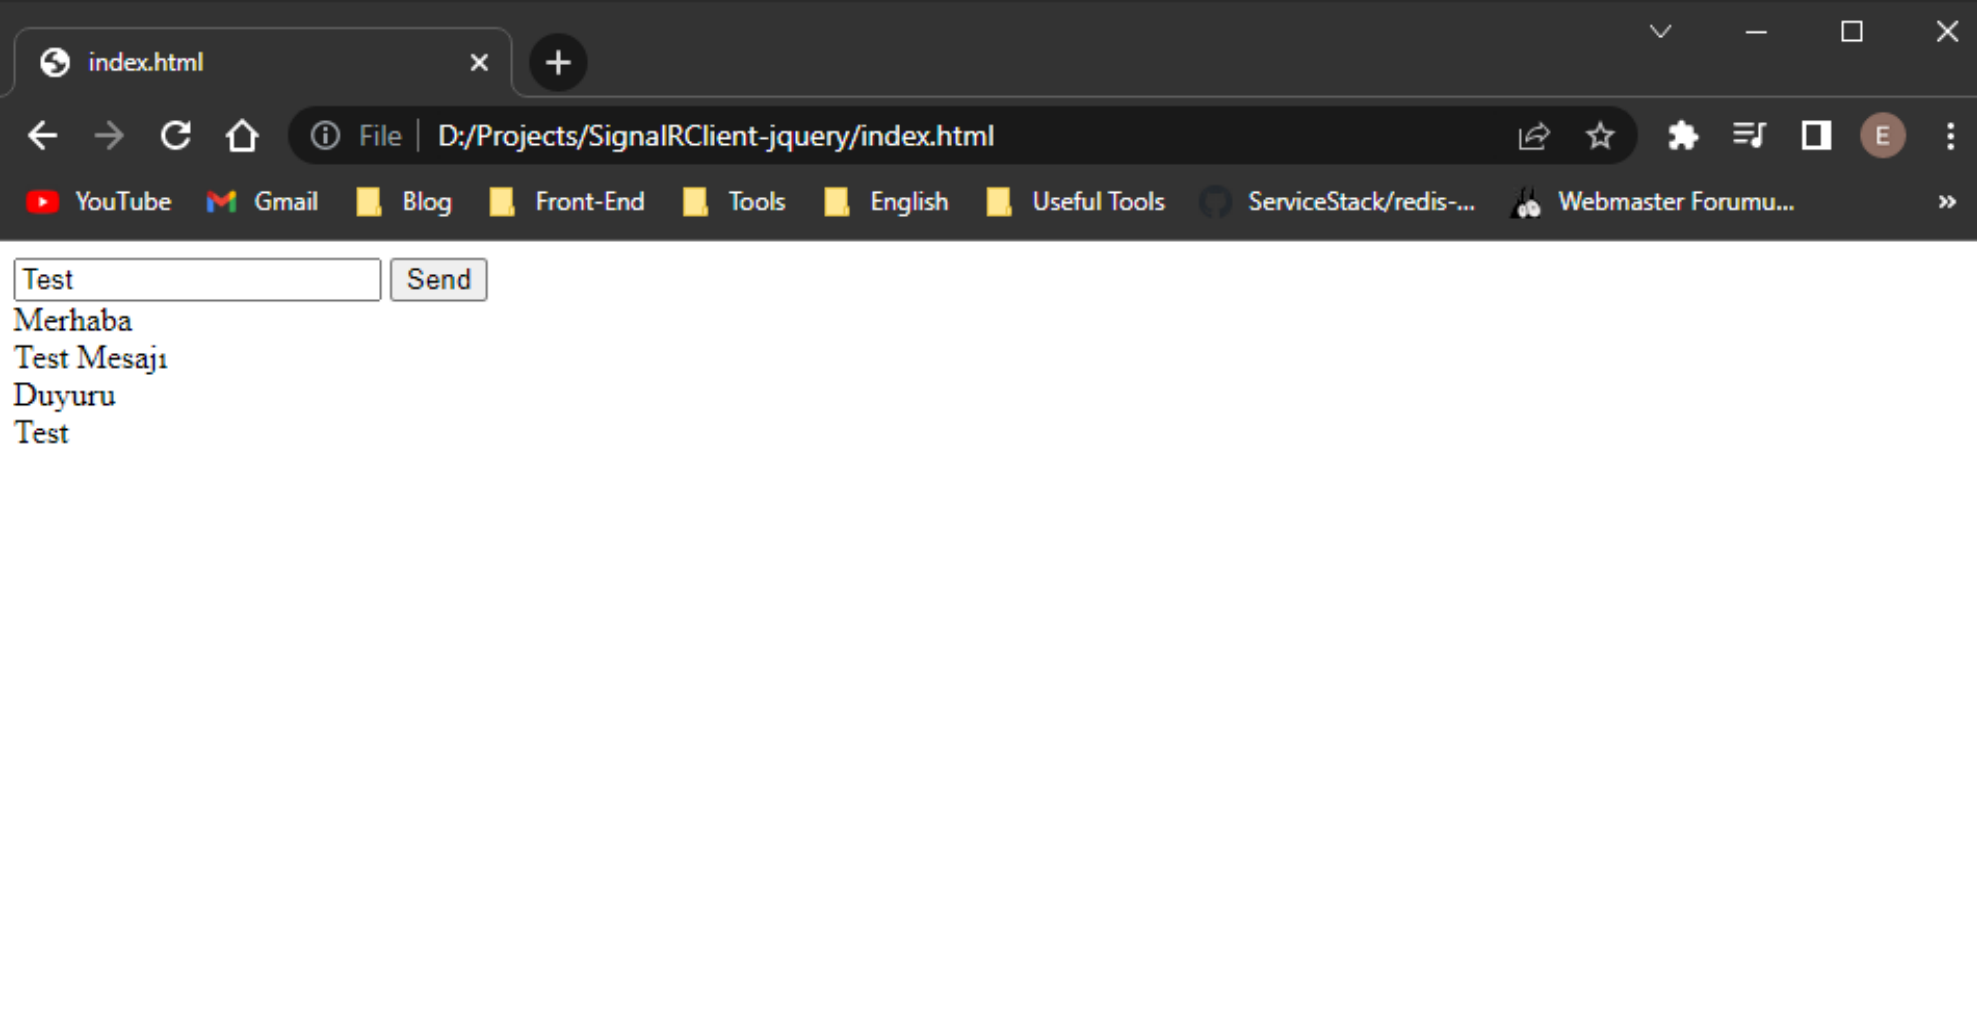 index.html
File D:/Projects/SignalRClient-jquery/index.html E
YouTube Gmail Blog Front-End Tools English Useful Tools ServiceStack/redis-... Webmaster Forumu... »
Test Send
Merhaba
Test Mesajı
Duyuru
Test